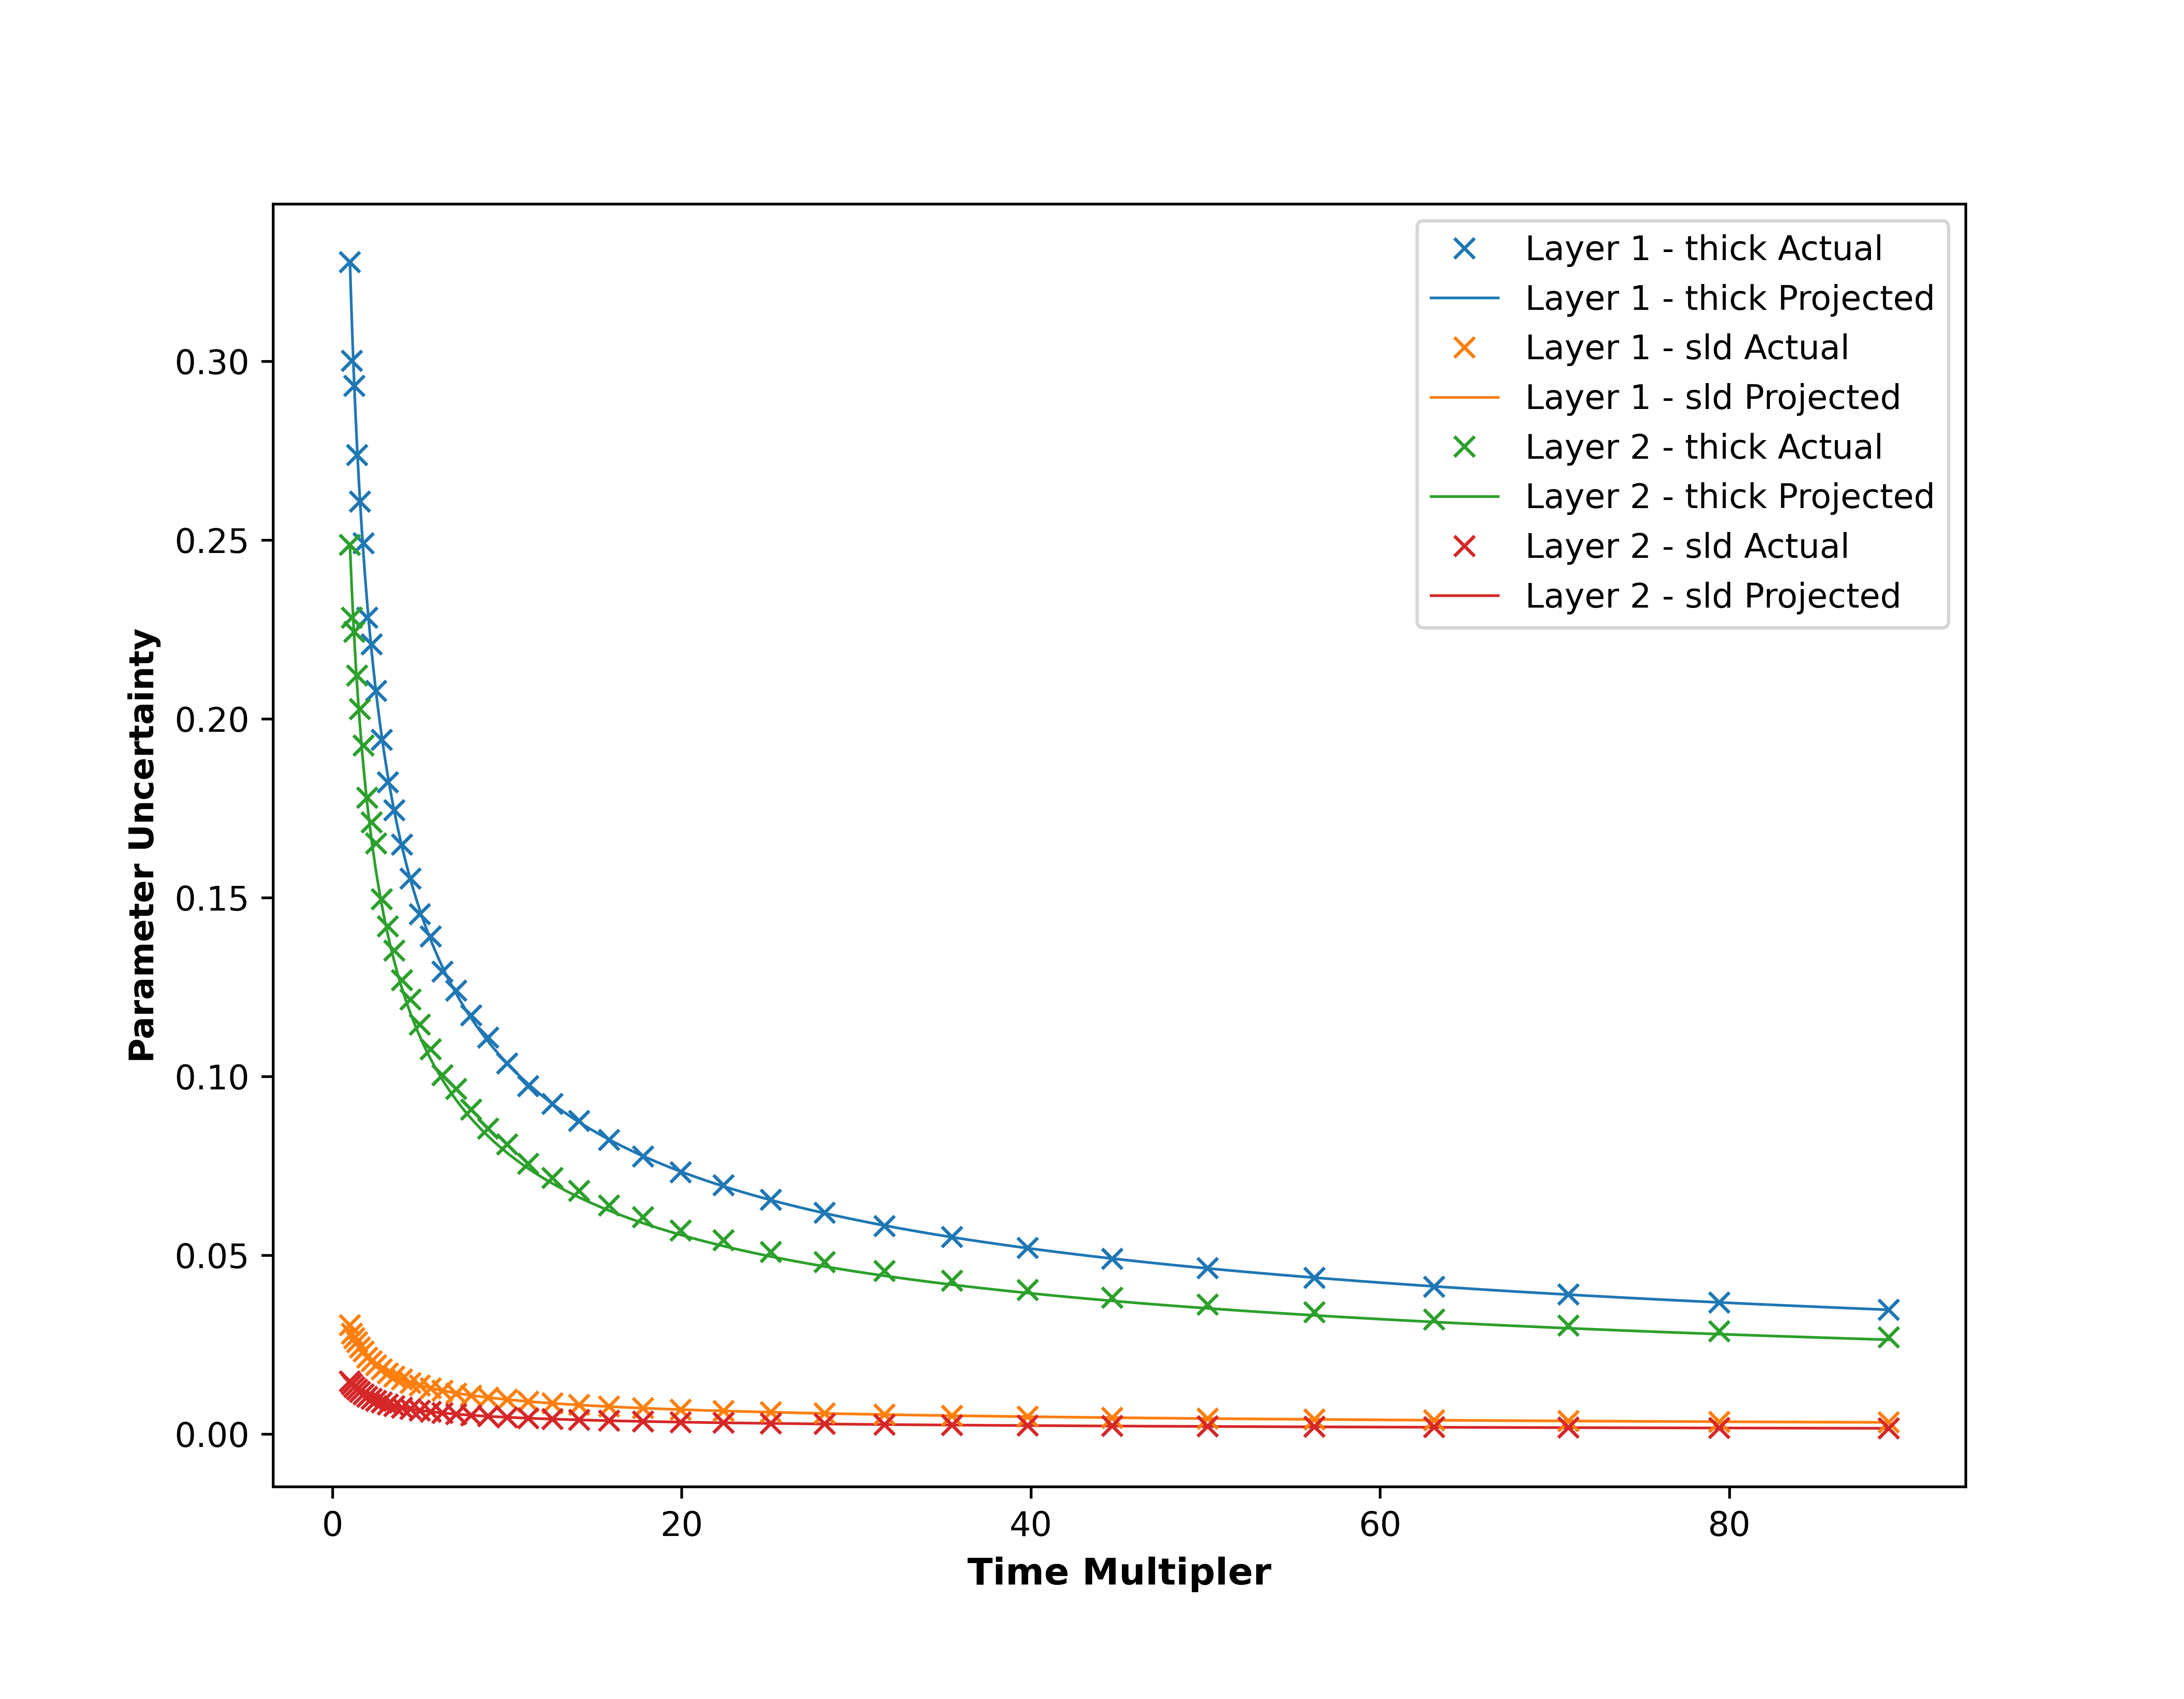 Layer 1 - thick Actual
Layer 1 - thick Projected
Layer 1 - sld Actual
Layer 1 - sld Projected
Layer 2 - thick Actual
Layer 2 - thick Projected
Layer 2 - sld Actual
Layer 2 - sld Projected
0.30
0.25
0.20
0.15
0.10
0.05
0.00
Parameter Uncertainty
0 20 40 60 80
Time Multipler